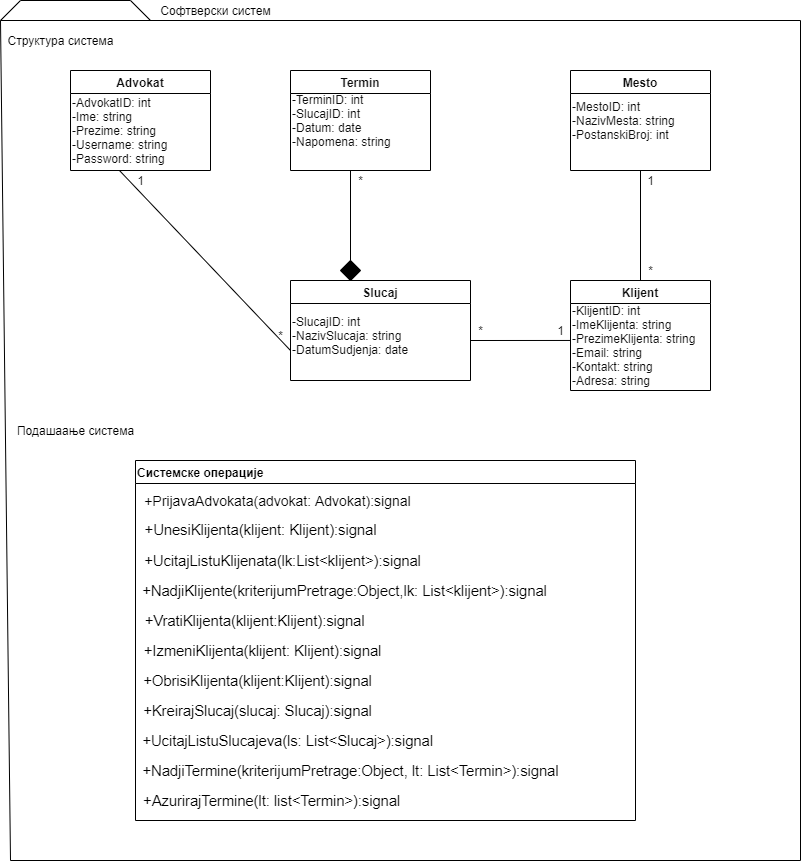 Софтверски систем
Структура система
Advokat
-AdvokatID: int
-Ime: string
-Prezime: string
-Username: string
-Password: string
Termin
-TerminID: int
-SlucajID: int
-Datum: date
-Napomena: string
Mesto
-MestoID: int
-NazivMesta: string
-PostanskiBroj: int
1
*
1
*
Slucaj
-SlucajID: int
-NazivSlucaja: string
-DatumSudjenja: date
*
*
1
Klijent
-KlijentID: int
-ImeKlijenta: string
-PrezimeKlijenta: string
-Email: string
-Kontakt: string
-Adresa: string
Подашаање система
Системске операције
+PrijavaAdvokata(advokat: Advokat):signal
+UnesiKlijenta(klijent: Klijent):signal
+UcitajListuKlijenata(lk:List<klijent>):signal
+NadjiKlijente(kriterijumPretrage:Object,lk: List<klijent>):signal
+VratiKlijenta(klijent:Klijent):signal
+IzmeniKlijenta(klijent: Klijent):signal
+ObrisiKlijenta(klijent:Klijent):signal
+KreirajSlucaj(slucaj: Slucaj):signal
+UcitajListuSlucajeva(ls: List<Slucaj>):signal
+NadjiTermine(kriterijumPretrage:Object, lt: List<Termin>):signal
+AzurirajTermine(lt: list<Termin>):signal